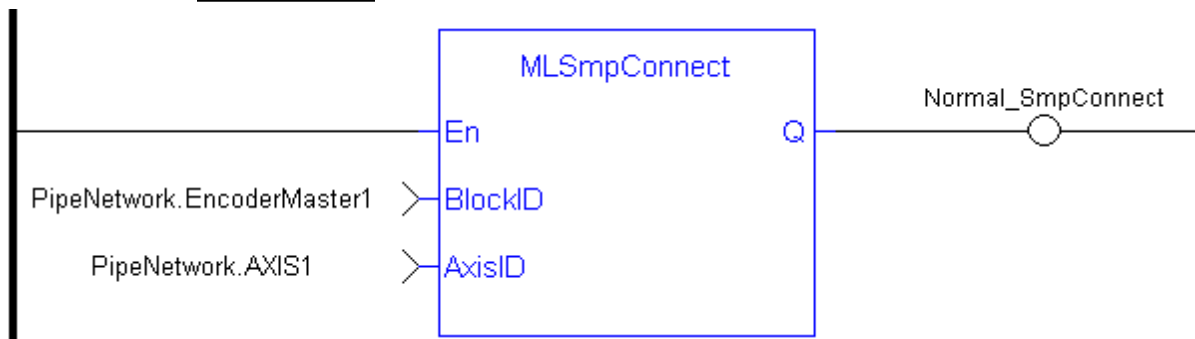 MLSmpConnect
Normal_SmpConnect
En
Q
PipeNetwork.EncoderMaster1
BlockID
PipeNetwork.AXIS1
AxisID